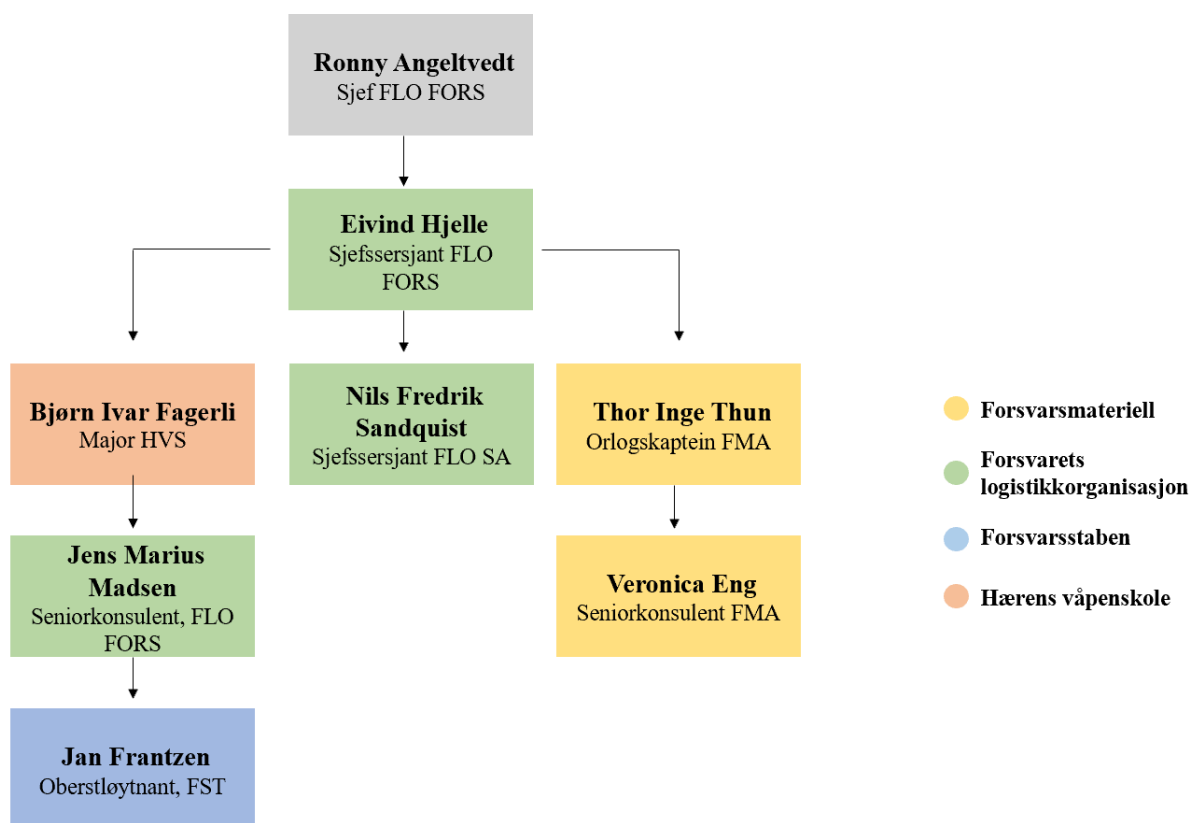 Ronny Angeltvedt
Sjef FLO FORS
Eivind Hjelle
Sjefssersjant FLO
FORS
Bjørn Ivar Fagerli
Major HVS
Nils Fredrik
Sandquist
Sjefssersjant FLO SA
Thor Inge Thun
Orlogskaptein FMA
Jens Marius
Madsen
Seniorkonsulent, FLO
FORS
Veronica Eng
Seniorkonsulent FMA
Jan Frantzen
Oberstløytnant, FST
Forsvarsmateriell
Forsvarets
logistikkorganisasjon
Forsvarsstaben
Hærens våpenskole